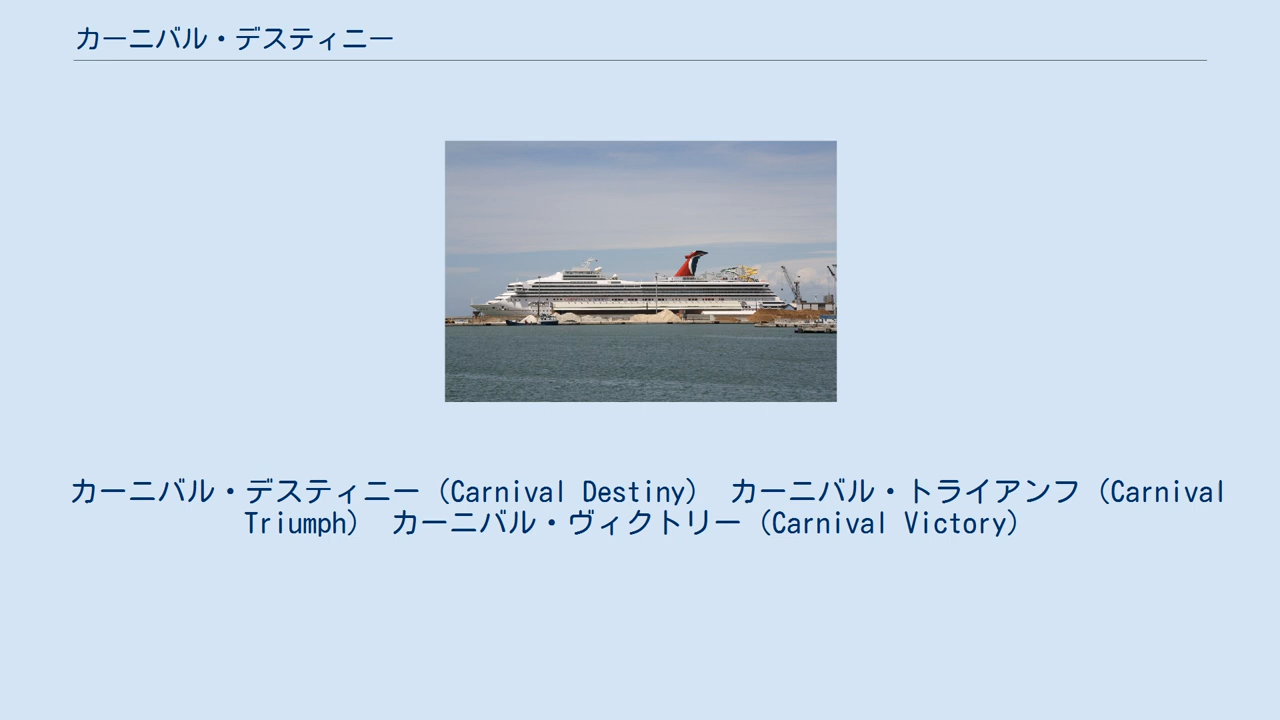 カーニバル・デスティニー
カーニバル・デスティニー（Carnival Destiny）　カーニバル・トライアンフ（Carnival
Triumph）　カーニバル・ヴィクトリー（Carnival Victory）